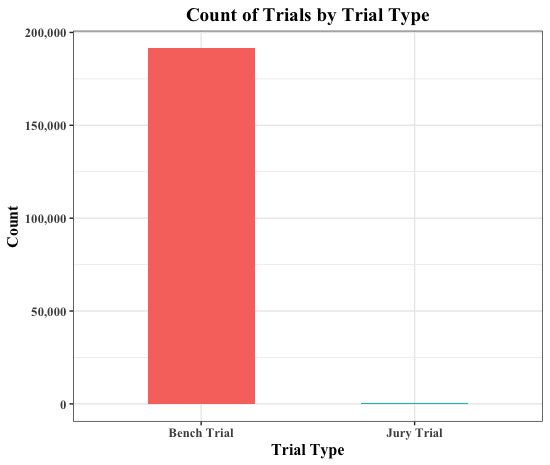 Count of Trials by Trial Type
200,000
150,000
100,000
50,000
0
Count
Bench Trial
Jury Trial
Trial Type